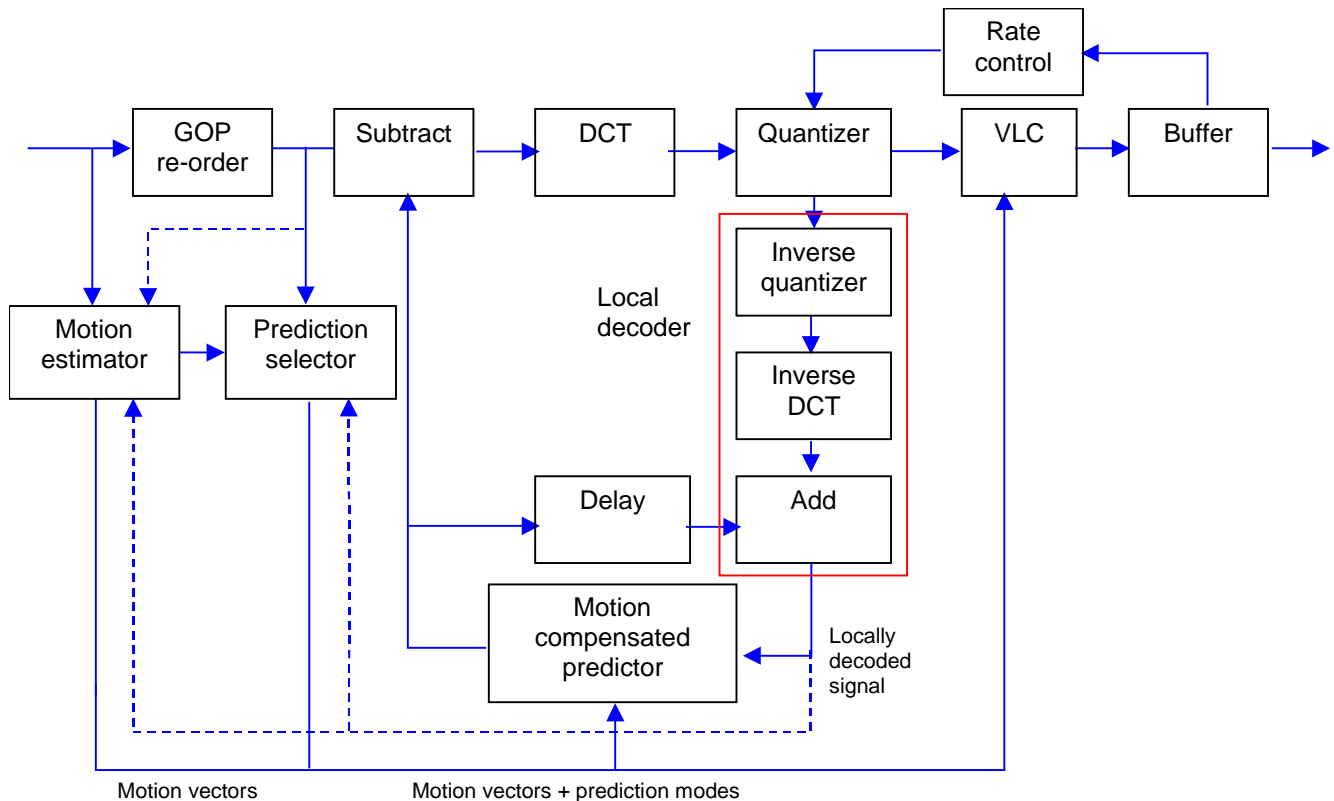 Rate
control
GOP
re-order
Subtract
DCT
Quantizer
VLC
Buffer
Inverse
quantizer
Local
decoder
Motion
estimator
Prediction
selector
Inverse
DCT
Delay
Add
Motion
compensated
predictor
Locally
decoded
signal
Motion vectors
Motion vectors + prediction modes